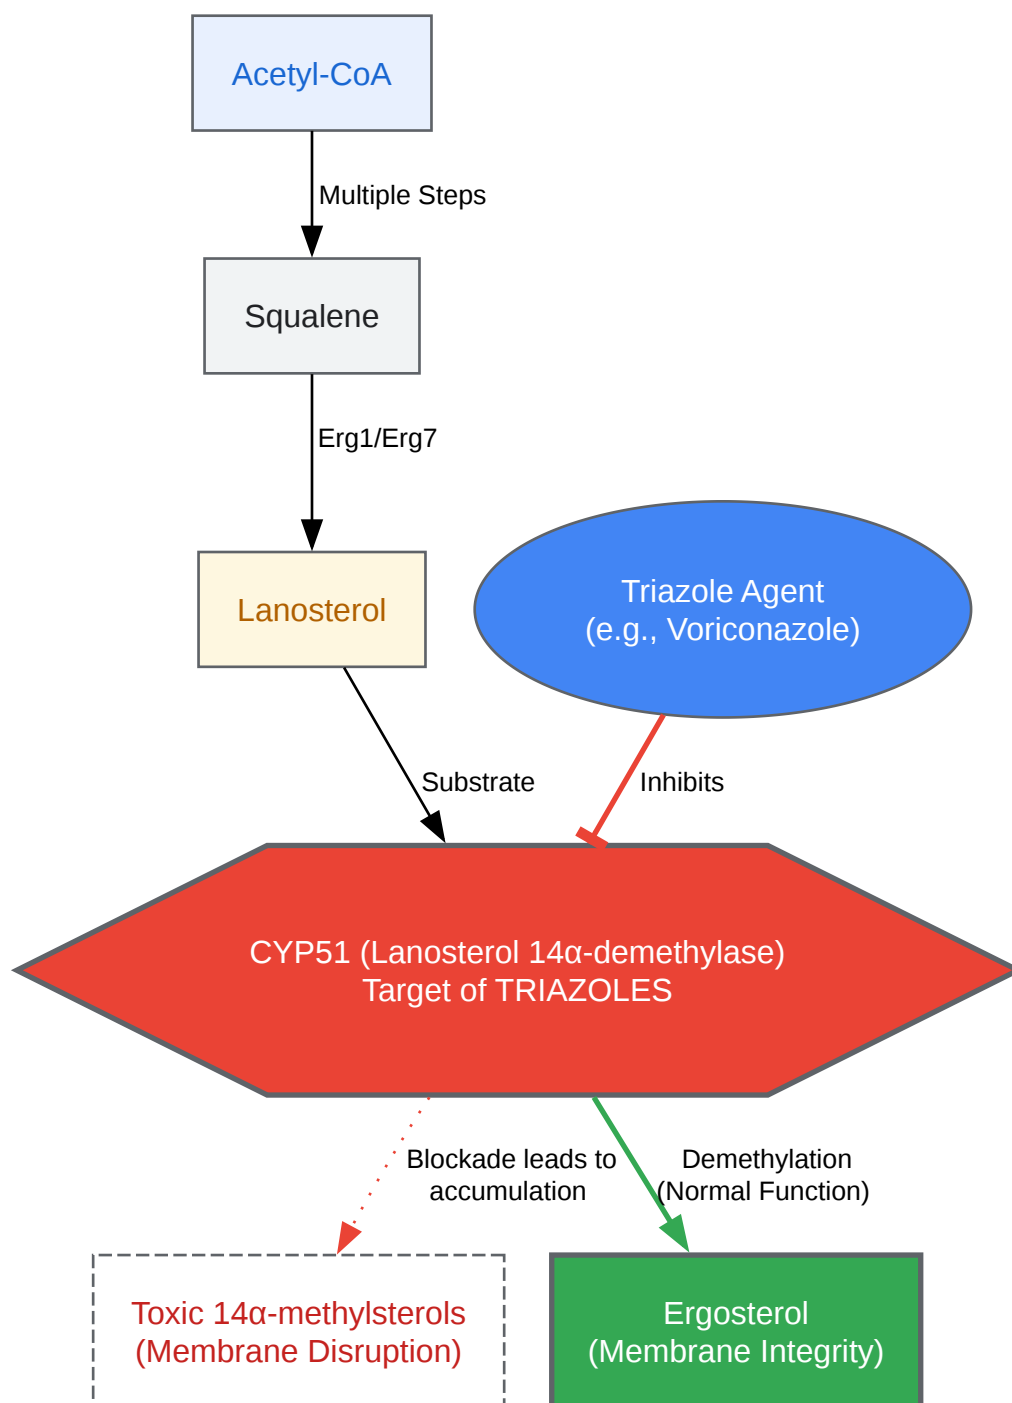 Acetyl-CoA
Multiple Steps
Squalene
Erg1/Erg7
Lanosterol
Triazole Agent
(e.g., Voriconazole)
Substrate
Inhibits
CYP51 (Lanosterol 14α-demethylase)
Target of TRIAZOLES
Blockade leads to
accumulation
Demethylation
(Normal Function)
Toxic 14α-methylsterols
(Membrane Disruption)
Ergosterol
(Membrane Integrity)